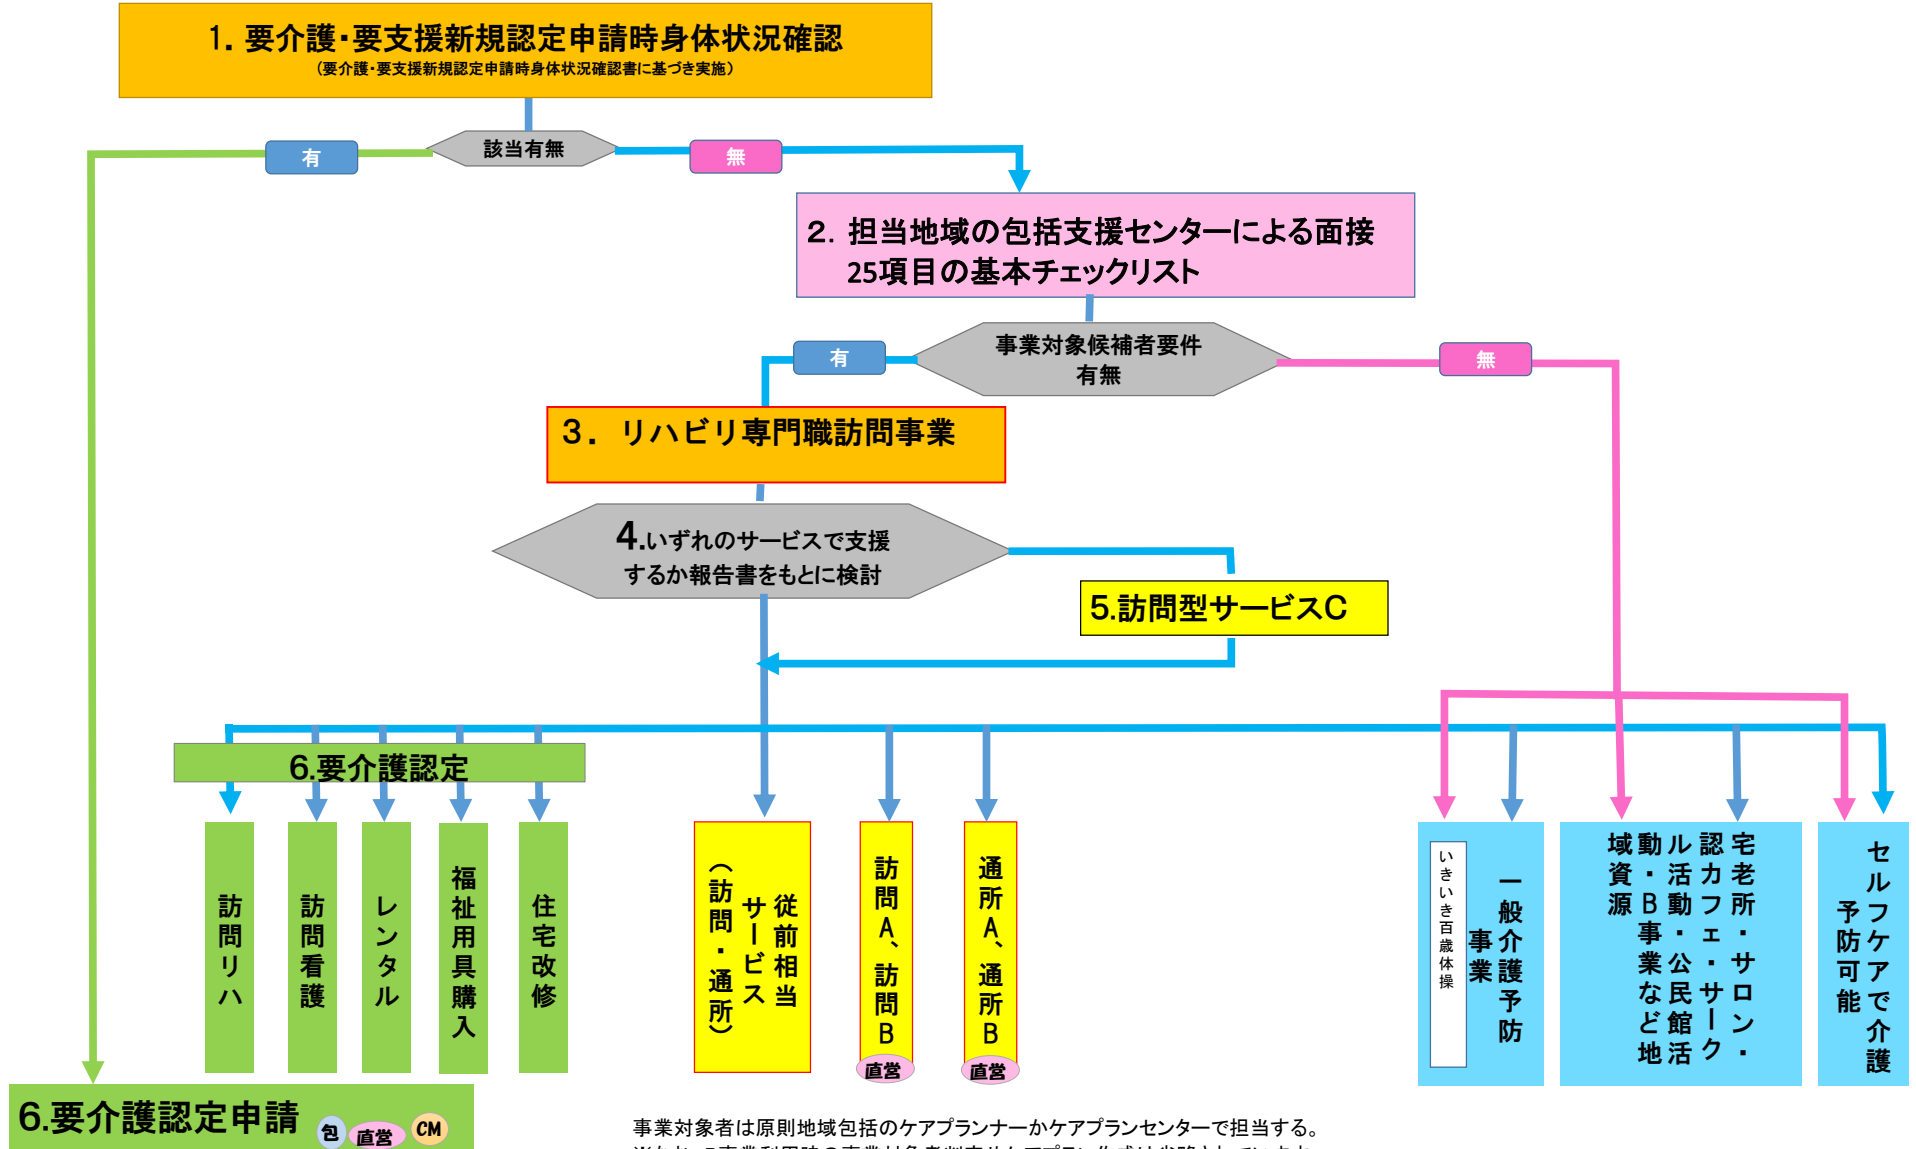 1. 要介護・要支援新規認定申請時身体状況確認
(要介護・要支援新規認定申請時身体状況確認書に基づき実施)
該当有無
有
無
2. 担当地域の包括支援センターによる面接
25項目の基本チェックリスト
事業対象候補者要件
有無
有
無
3. リハビリ専門職訪問事業
4.いずれのサービスで支援
するか報告書をもとに検討
5.訪問型サービスC
6.要介護認定
訪問リハ
訪問看護
レンタル
福祉用具購入
住宅改修
従前相当
サービス
(訪問・通所)
訪問A、訪問B
直営
通所A、通所B
直営
一般介護予防
事業
いきいき百歳体操
宅老所・サロン・
認カフェ・サーク
ル活動・公民館活
動・B事業など地
域資源
セルフケアで介護
予防可能
6.要介護認定申請
包
直営
CM
事業対象者は原則地域包括のケアプランナーかケアプランセンターで担当する。